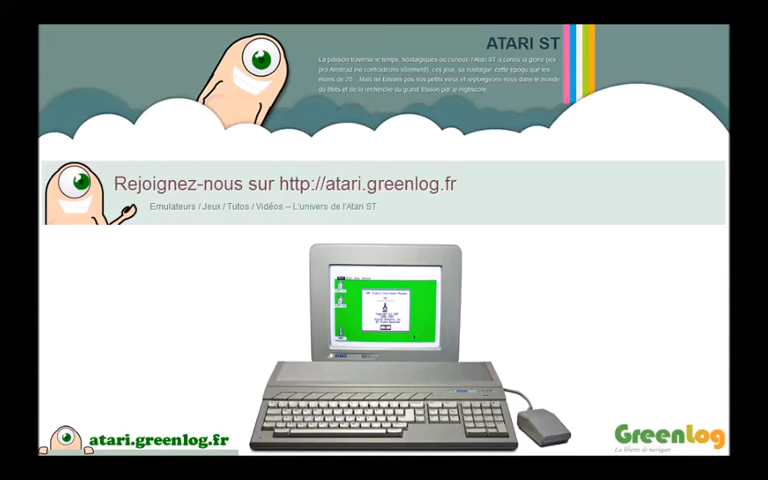 ATARI ST
La passion traverse le temps. Nostalgiques ou curieux, l'Atari ST a connu la gloire (les
pro Amstrad me contradirons sûrement), ces jeux, sa nostalgie, cette époque que les
moins de 20... Mais ne faisons pas nos petits vieux et replongeons nous dans le monde
du 8bits et de la recherche du grand frisson par le highscore.
Rejoignez-nous sur http://atari.greenlog.fr
Emulateurs / Jeux / Tutos / Vidéos – L'univers de l'Atari ST
ATARI
ATARI
atari.greenlog.fr
GreenLog
La liberté de naviguer